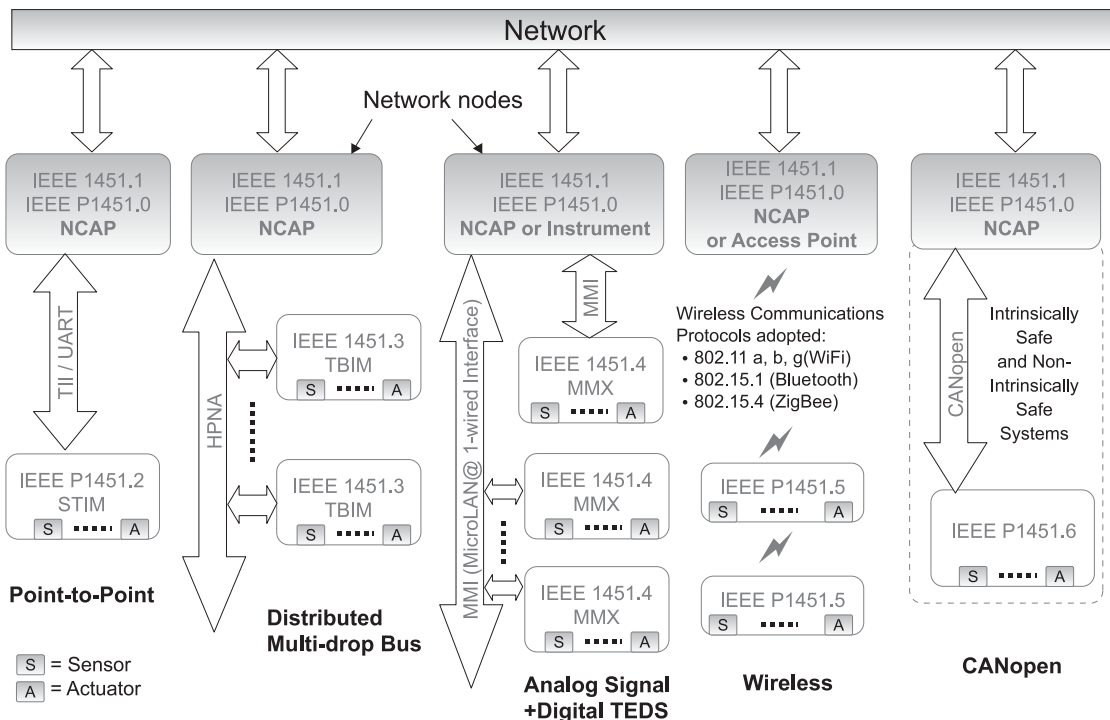 Network
Network nodes
IEEE 1451.1
IEEE P1451.0
NCAP
TII / UART
IEEE P1451.2
STIM
S
A
Point-to-Point
IEEE 1451.1
IEEE P1451.0
NCAP
HPNA
IEEE 1451.3
TBIM
S
A
IEEE 1451.3
TBIM
S
A
Distributed
Multi-drop Bus
IEEE 1451.1
IEEE P1451.0
NCAP or Instrument
MMI (MicroLAN@ 1-wired Interface)
MMI
IEEE 1451.4
MMX
S
A
IEEE 1451.4
MMX
S
A
IEEE 1451.4
MMX
S
A
Analog Signal
+Digital TEDS
IEEE 1451.1
IEEE P1451.0
NCAP
or Access Point
Wireless Communications
Protocols adopted:
• 802.11 a, b, g(WiFi)
• 802.15.1 (Bluetooth)
• 802.15.4 (ZigBee)
IEEE P1451.5
S
A
IEEE P1451.5
S
A
Wireless
IEEE 1451.1
IEEE P1451.0
NCAP
CANopen
Intrinsically
Safe
and Non-
Intrinsically
Safe
Systems
IEEE P1451.6
S
A
CANopen
S = Sensor
A = Actuator